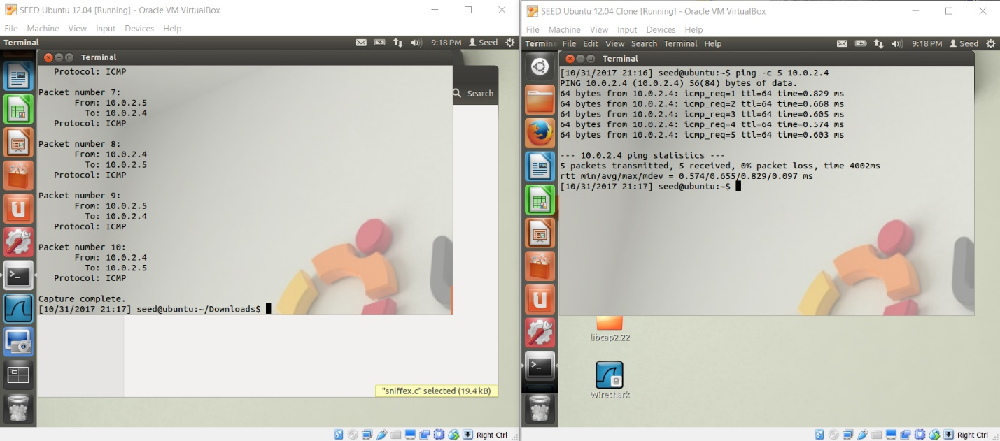 SEED Ubuntu 12.04 [Running] - Oracle VM VirtualBox
File Machine View Input Devices Help
Terminal
9:18 PM Seed
Terminal
Search
Protocol: ICMP
Packet number 7:
From: 10.0.2.5
To: 10.0.2.4
Protocol: ICMP
Packet number 8:
From: 10.0.2.4
To: 10.0.2.5
Protocol: ICMP
Packet number 9:
From: 10.0.2.5
To: 10.0.2.4
Protocol: ICMP
Packet number 10:
From: 10.0.2.4
To: 10.0.2.5
Protocol: ICMP
Capture complete.
[10/31/2017 21:17] seed@ubuntu:~/Downloads$
"sniffex.c" selected (19.4 kB)
Right Ctrl
SEED Ubuntu 12.04 Clone [Running] - Oracle VM VirtualBox
File Machine View Input Devices Help
Termina File Edit View Search Terminal Help
9:18 PM Seed
Terminal
[10/31/2017 21:16] seed@ubuntu:~$ ping -c 5 10.0.2.4
PING 10.0.2.4 (10.0.2.4) 56(84) bytes of data.
64 bytes from 10.0.2.4: icmp_req=1 ttl=64 time=0.829 ms
64 bytes from 10.0.2.4: icmp_req=2 ttl=64 time=0.668 ms
64 bytes from 10.0.2.4: icmp_req=3 ttl=64 time=0.605 ms
64 bytes from 10.0.2.4: icmp_req=4 ttl=64 time=0.574 ms
64 bytes from 10.0.2.4: icmp_req=5 ttl=64 time=0.603 ms
--- 10.0.2.4 ping statistics ---
5 packets transmitted, 5 received, 0% packet loss, time 4002ms
rtt min/avg/max/mdev = 0.574/0.655/0.829/0.097 ms
[10/31/2017 21:17] seed@ubuntu:~$
libcap2.22
Wireshark
Right Ctrl